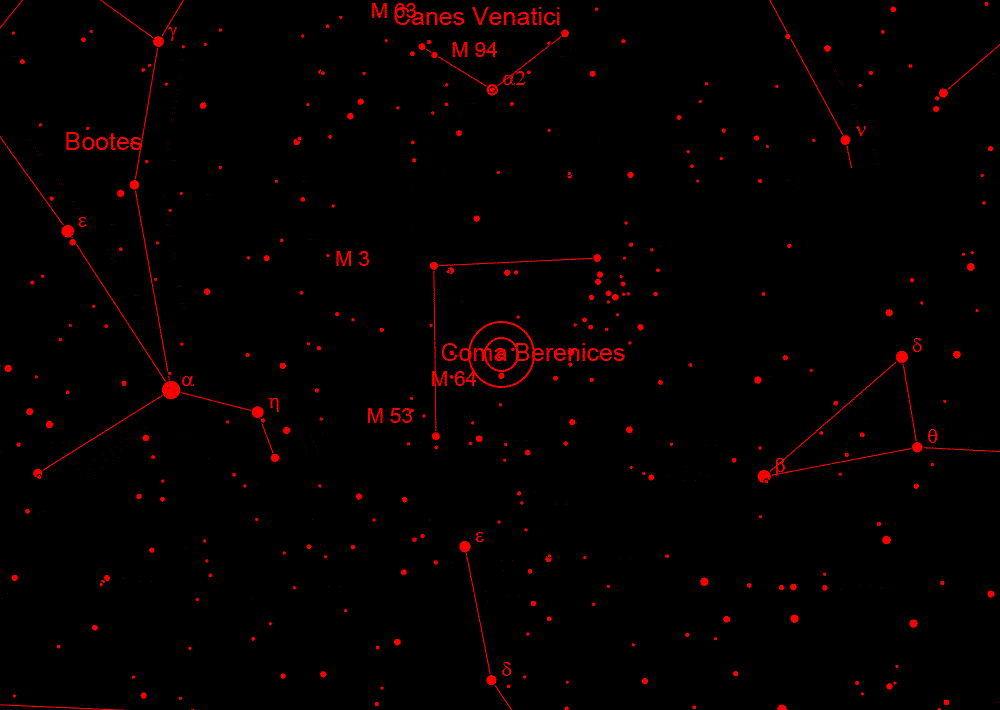 M 63
Canes Venatici
γ
M 94
α2
Bootes
ν
ε
M 3
Coma Berenices
δ
M 64
α
η
M 53
θ
β
ε
δ